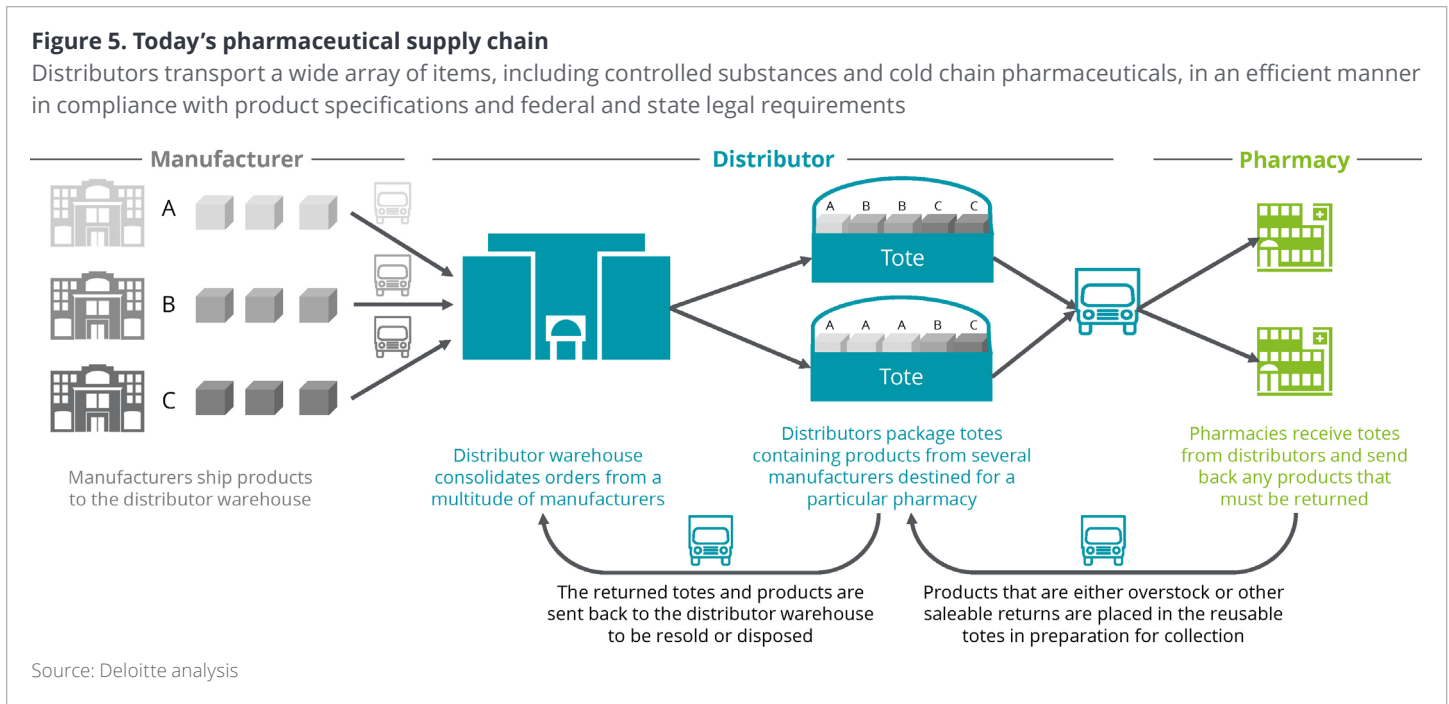 Figure 5. Today’s pharmaceutical supply chain
Distributors transport a wide array of items, including controlled substances and cold chain pharmaceuticals, in an efficient manner
in compliance with product specifications and federal and state legal requirements
Manufacturer
Distributor
Pharmacy
A
B
C
A B B C C
Tote
A A A B C
Tote
Manufacturers ship products
to the distributor warehouse
Distributor warehouse
consolidates orders from a
multitude of manufacturers
Distributors package totes
containing products from several
manufacturers destined for a
particular pharmacy
Pharmacies receive totes
from distributors and send
back any products that
must be returned
The returned totes and products are
sent back to the distributor warehouse
to be resold or disposed
Products that are either overstock or other
saleable returns are placed in the reusable
totes in preparation for collection
Source: Deloitte analysis